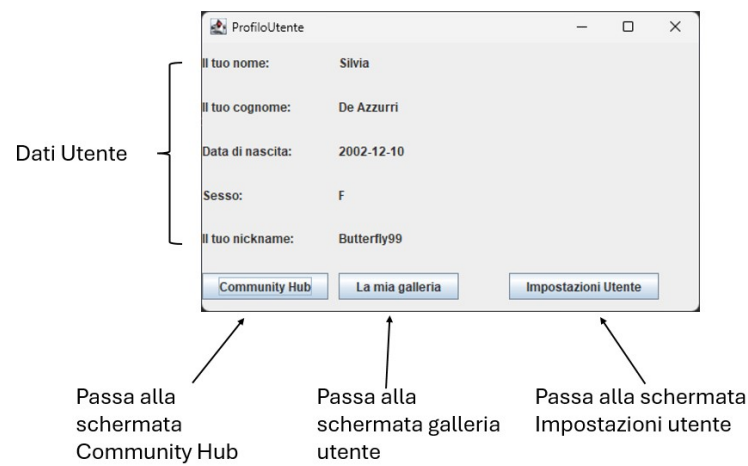 ProfiloUtente
Il tuo nome: Silvia
Il tuo cognome: De Azzurri
Dati Utente
Data di nascita: 2002-12-10
Sesso: F
Il tuo nickname: Butterfly99
Community Hub La mia galleria Impostazioni Utente
Passa alla
schermata
Community Hub
Passa alla
schermata galleria
utente
Passa alla schermata
Impostazioni utente